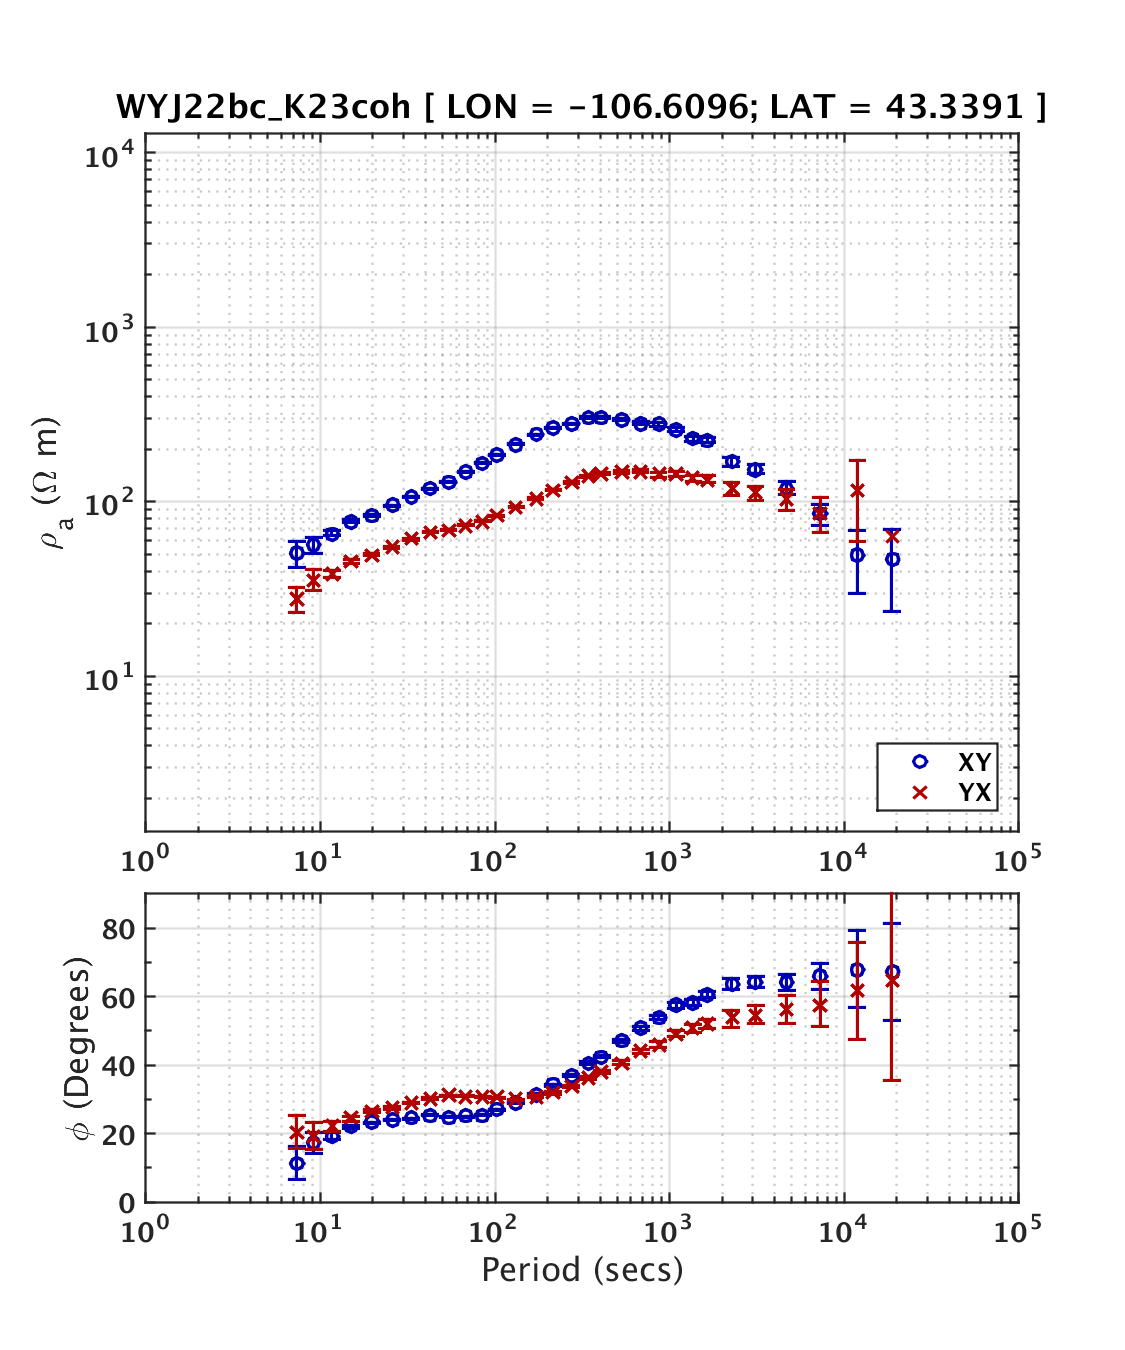 WYJ22bc_K23coh [ LON = -106.6096; LAT = 43.3391 ]
10^4
10^3
10^2
10^1
ρ_a (Ω m)
XY
YX
10^0 10^1 10^2 10^3 10^4 10^5
80
60
40
20
0
ϕ (Degrees)
10^0 10^1 10^2 10^3 10^4 10^5
Period (secs)